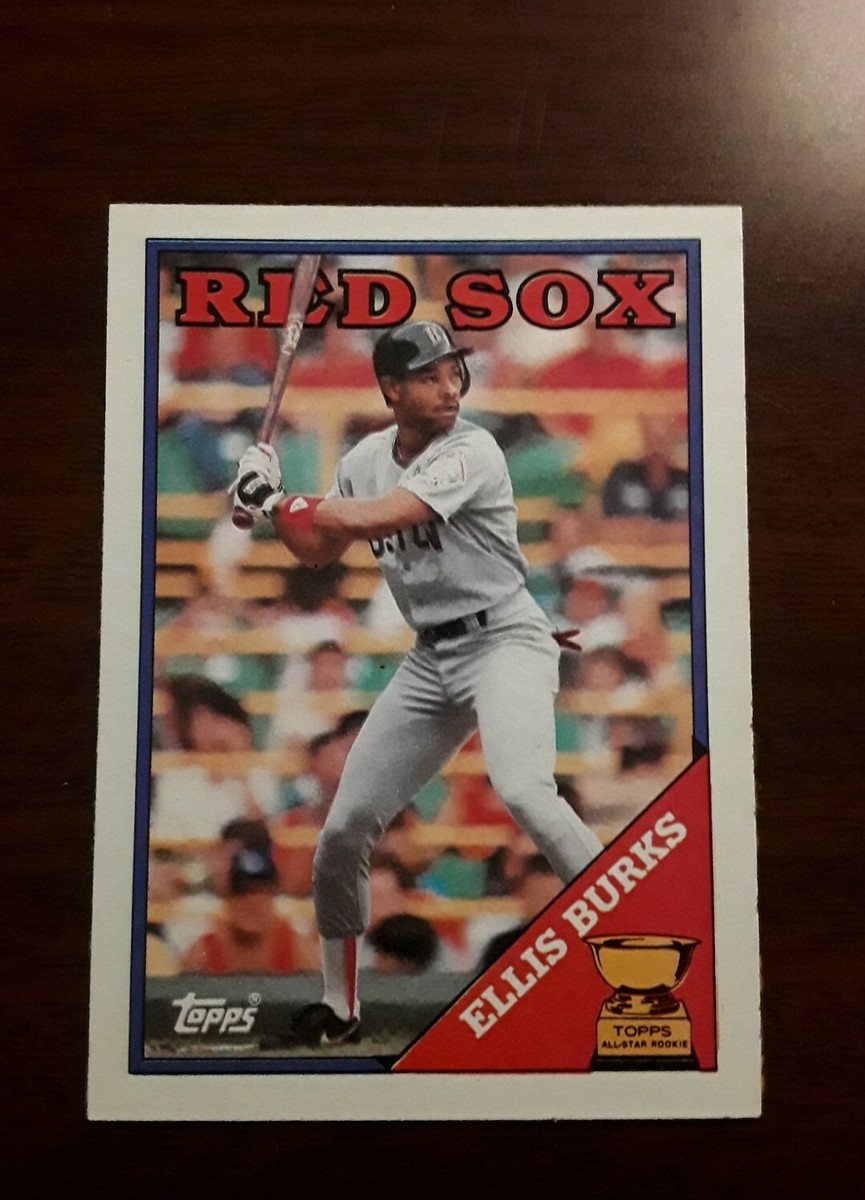 RED SOX
ELLIS BURKS
topps®
TOPPS
ALL-STAR ROOKIE